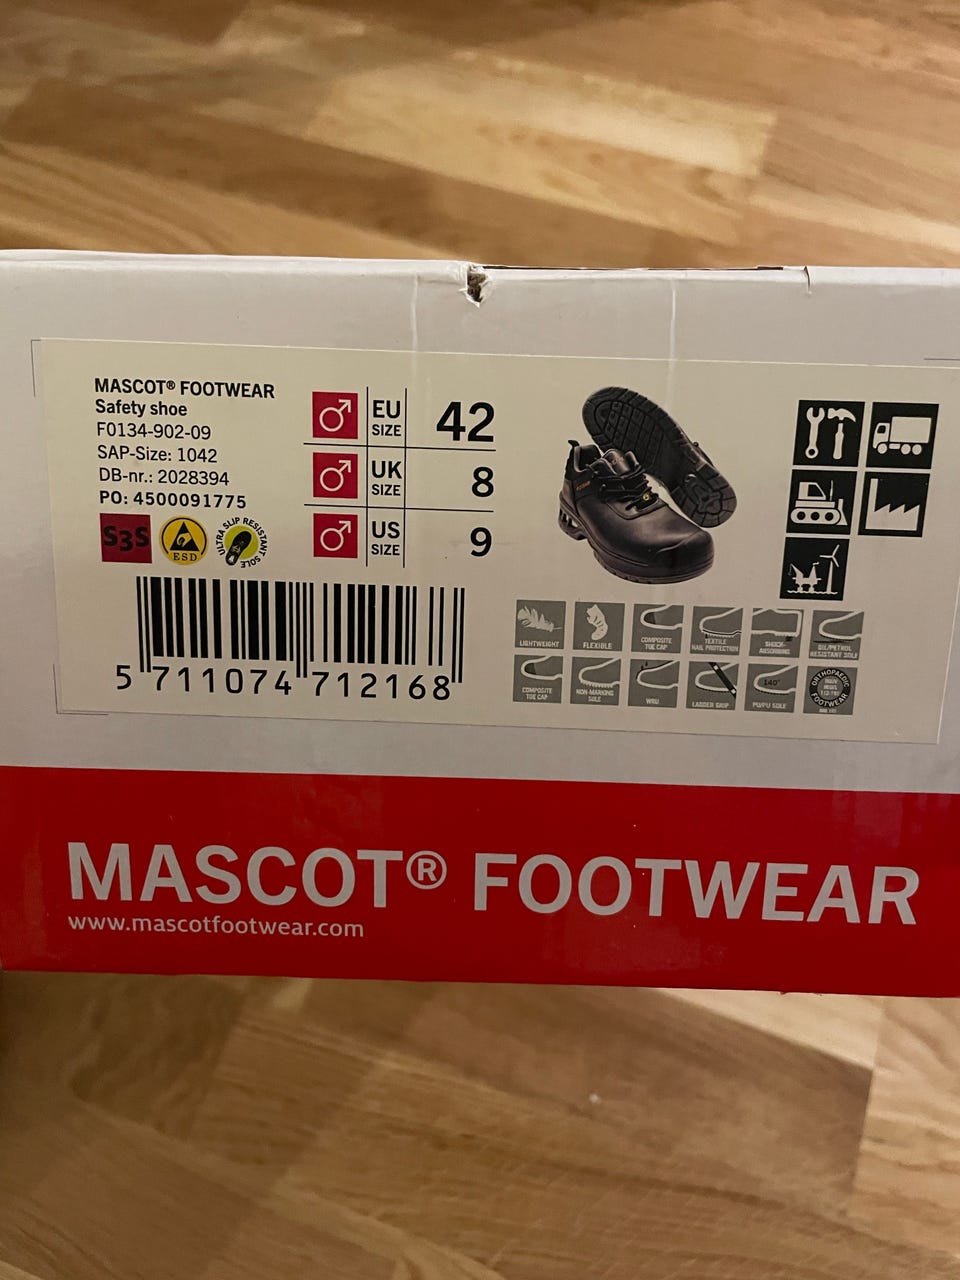 MASCOT® FOOTWEAR
Safety shoe
F0134-902-09
SAP-Size: 1042
DB-nr.: 2028394
PO: 4500091775
S3S
ESD
ULTRA SLIP RESISTANT SOLE
EU SIZE 42
UK SIZE 8
US SIZE 9
5 711074 712168
LIGHTWEIGHT
FLEXIBLE
COMPOSITE TOE CAP
TEXTILE NAIL PROTECTION
SHOCK-ABSORBING
OIL/PETROL RESISTANT SOLE
COMPOSITE TOE CAP
NON-MARKING SOLE
WRU
LADDER GRIP
140°
PU/PU SOLE
ORTHOPAEDIC FOOTWEAR
MASCOT® FOOTWEAR
www.mascotfootwear.com